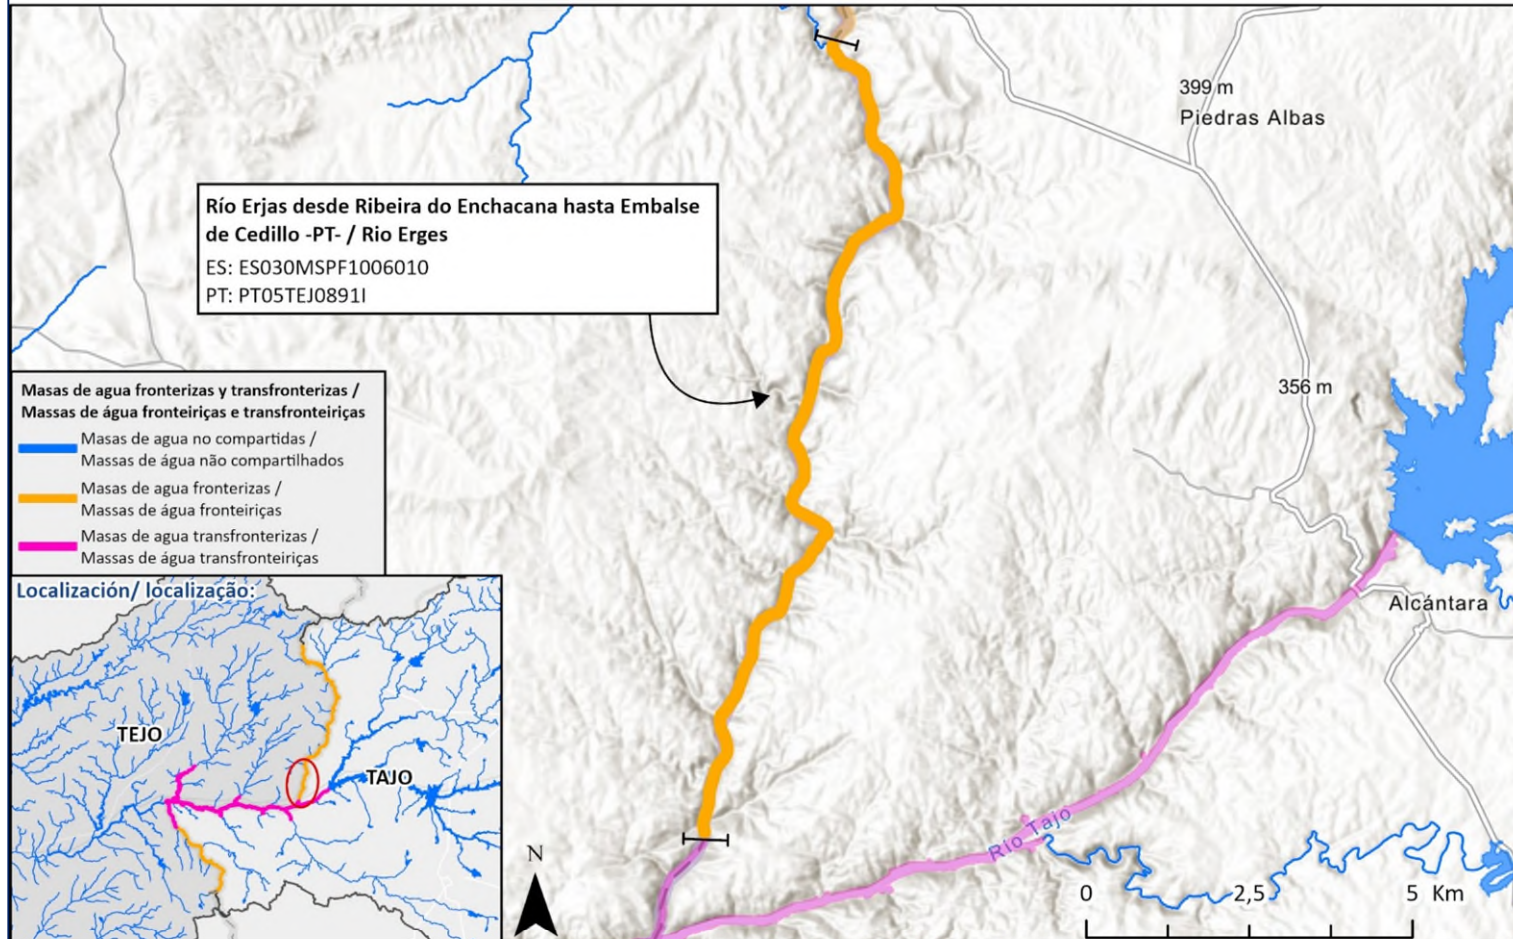 399 m
Piedras Albas
Río Erjas desde Ribeira do Enchacana hasta Embalse
de Cedillo -PT- / Rio Erges
ES: ES030MSPF1006010
PT: PT05TEJ0891I
356 m
Masas de agua fronterizas y transfronterizas /
Massas de água fronteiriças e transfronteiriças
Masas de agua no compartidas /
Massas de água não compartilhados
Masas de agua fronterizas /
Massas de água fronteiriças
Masas de agua transfronterizas /
Massas de água transfronteiriças
Localización/ localização:
TEJO
TAJO
Alcántara
Río Tajo
N
0 2,5 5 Km